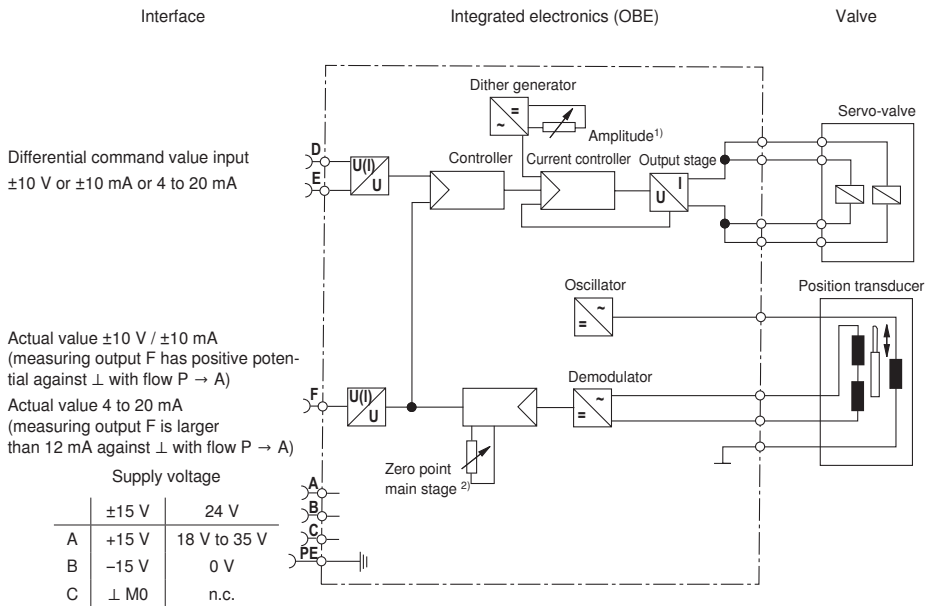 Interface
Integrated electronics (OBE)
Valve
Dither generator
=
~
Amplitude 1)
Servo-valve
Differential command value input
±10 V or ±10 mA or 4 to 20 mA
D
E
U(I)
U
Controller
Current controller
Output stage
I
U
Oscillator
~
=
Position transducer
Actual value ±10 V / ±10 mA
(measuring output F has positive poten-
tial against ⊥ with flow P → A)
Actual value 4 to 20 mA
(measuring output F is larger
than 12 mA against ⊥ with flow P → A)
F
U(I)
U
Demodulator
~
=
Zero point
main stage 2)
Supply voltage
±15 V 24 V
A +15 V 18 V to 35 V
B –15 V 0 V
C ⊥ M0 n.c.
A
B
C
PE